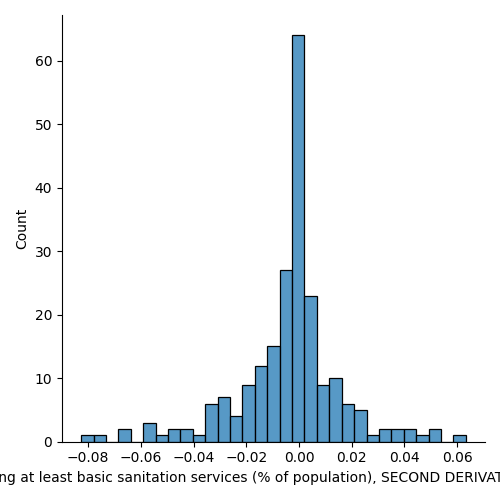 60
50
40
30
20
10
0
Count
−0.08 −0.06 −0.04 −0.02 0.00 0.02 0.04 0.06
ng at least basic sanitation services (% of population), SECOND DERIVAT